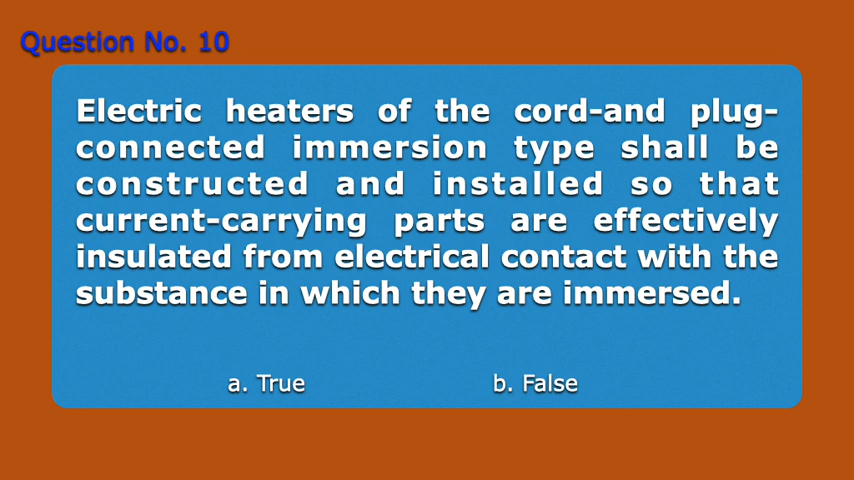 Question No. 10
Electric heaters of the cord-and plug-
connected immersion type shall be
constructed and installed so that
current-carrying parts are effectively
insulated from electrical contact with the
substance in which they are immersed.
a. True b. False